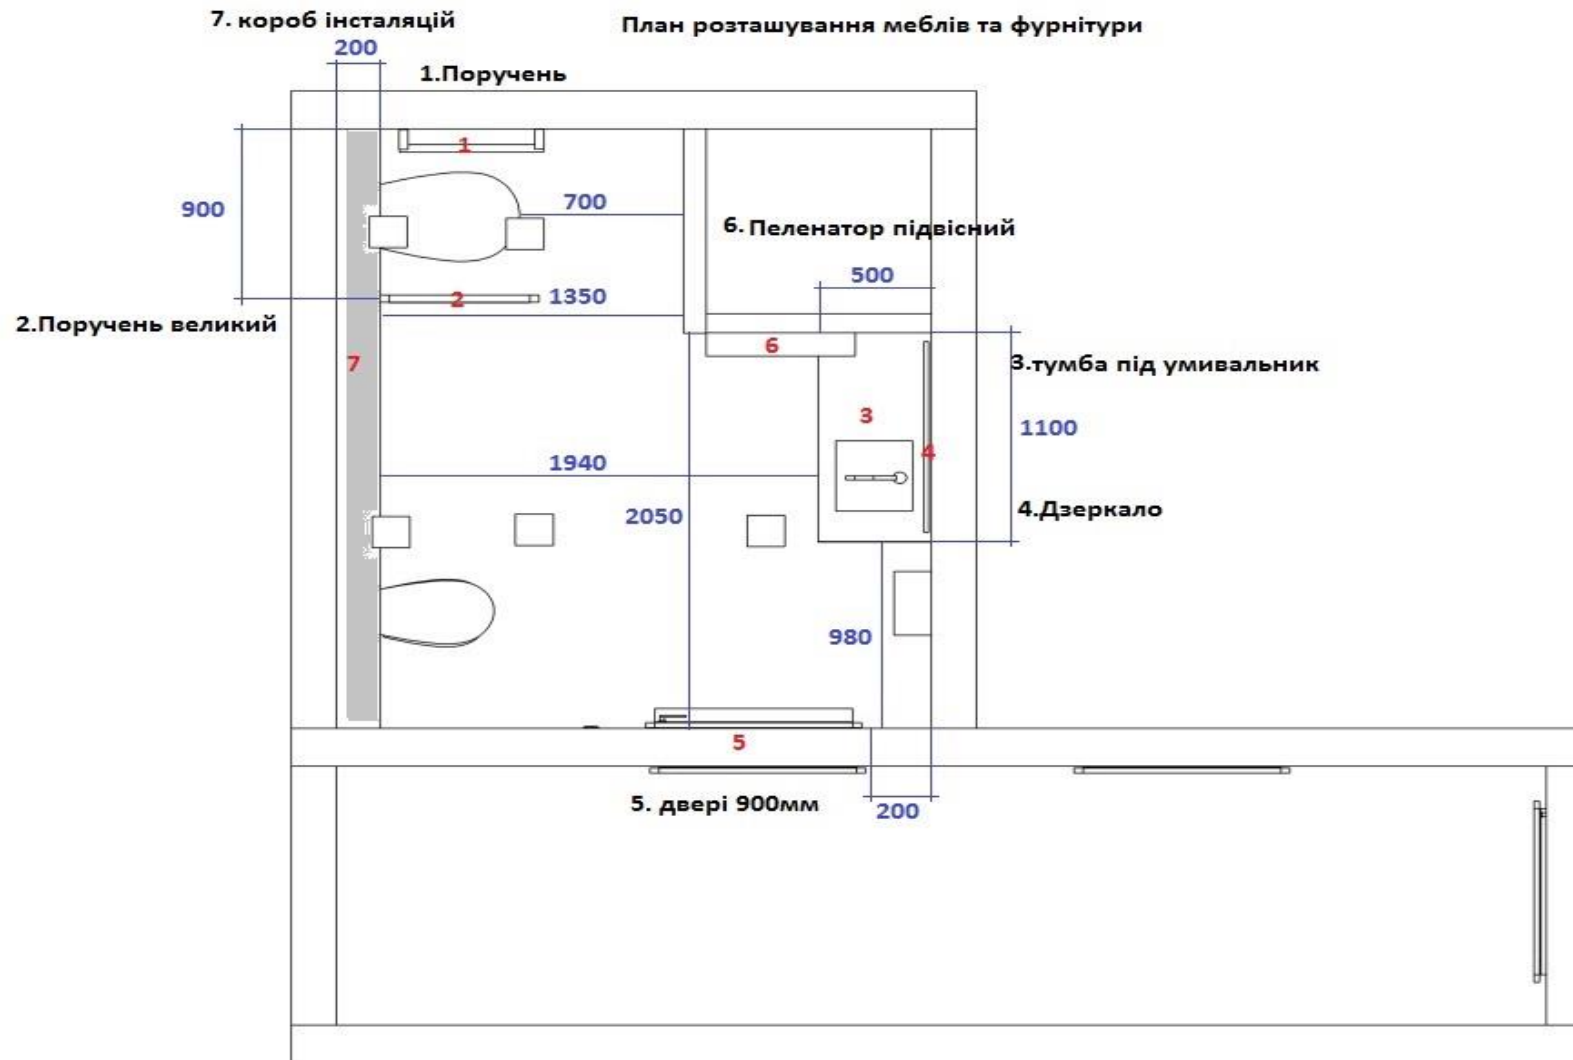 7. короб інсталяцій
План розташування меблів та фурнітури
200
1.Поручень
1
900
700
6. Пеленатор підвісний
500
2
1350
2.Поручень великий
6
7
3.тумба під умивальник
3
1100
4
1940
4.Дзеркало
2050
980
5
5. двері 900мм
200